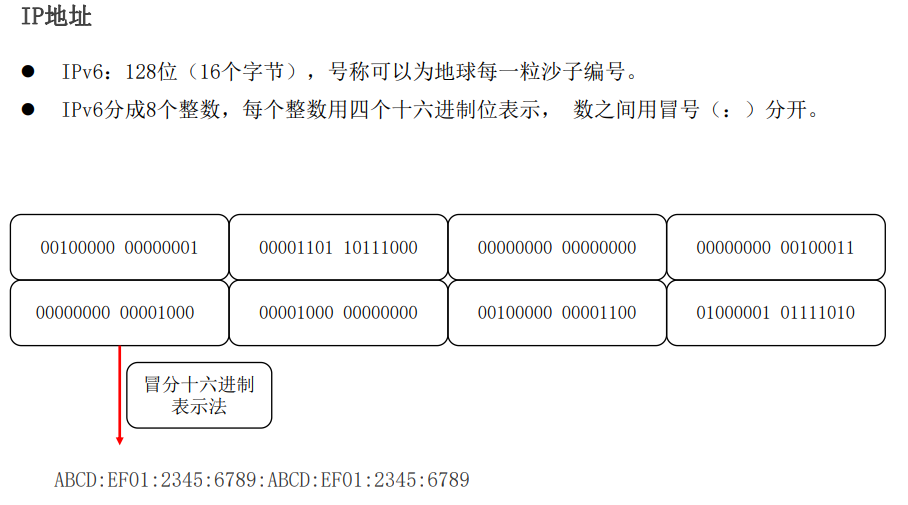 IP地址
● IPv6：128位（16个字节），号称可以为地球每一粒沙子编号。
● IPv6分成8个整数，每个整数用四个十六进制位表示， 数之间用冒号（：）分开。
00100000 00000001 00001101 10111000 00000000 00000000 00000000 00100011
00000000 00001000 00001000 00000000 00100000 00001100 01000001 01111010
冒分十六进制
表示法
ABCD:EF01:2345:6789:ABCD:EF01:2345:6789